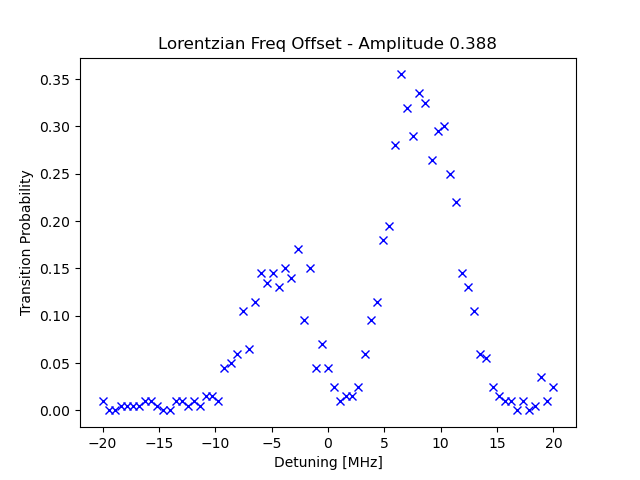 Lorentzian Freq Offset - Amplitude 0.388
0.35
0.30
0.25
0.20
0.15
0.10
0.05
0.00
Transition Probability
−20 −15 −10 −5 0 5 10 15 20
Detuning [MHz]